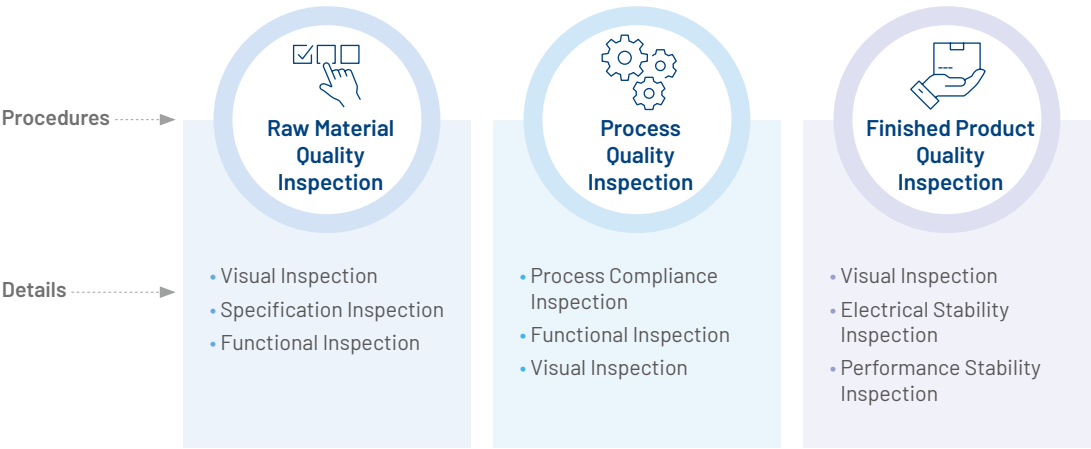 Procedures
Raw Material
Quality
Inspection
Process
Quality
Inspection
Finished Product
Quality
Inspection
Details
• Visual Inspection
• Specification Inspection
• Functional Inspection
• Process Compliance
Inspection
• Functional Inspection
• Visual Inspection
• Visual Inspection
• Electrical Stability
Inspection
• Performance Stability
Inspection